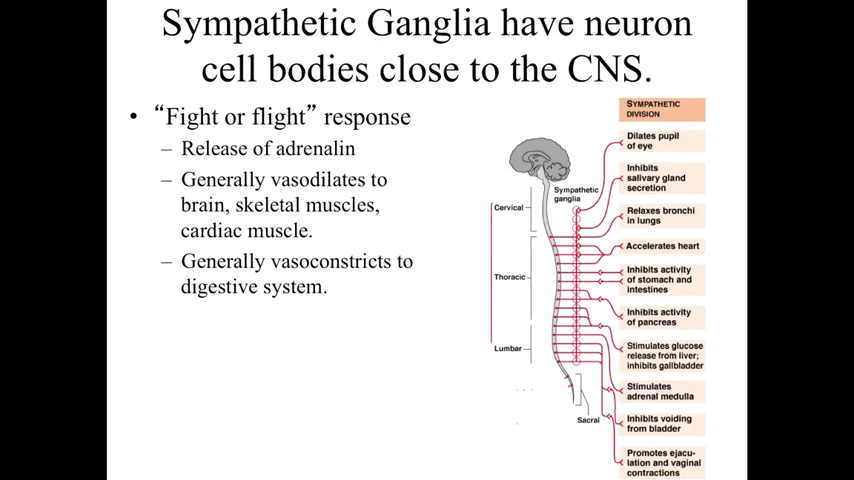 Sympathetic Ganglia have neuron
cell bodies close to the CNS.
• “Fight or flight” response
– Release of adrenalin
– Generally vasodilates to
brain, skeletal muscles,
cardiac muscle.
– Generally vasoconstricts to
digestive system.
SYMPATHETIC
DIVISION
Dilates pupil
of eye
Inhibits
salivary gland
secretion
Sympathetic
ganglia
Cervical
Relaxes bronchi
in lungs
Accelerates heart
Thoracic
Inhibits activity
of stomach and
intestines
Inhibits activity
of pancreas
Lumbar
Stimulates glucose
release from liver;
inhibits gallbladder
Stimulates
adrenal medulla
Sacral
Inhibits voiding
from bladder
Promotes ejacu-
lation and vaginal
contractions